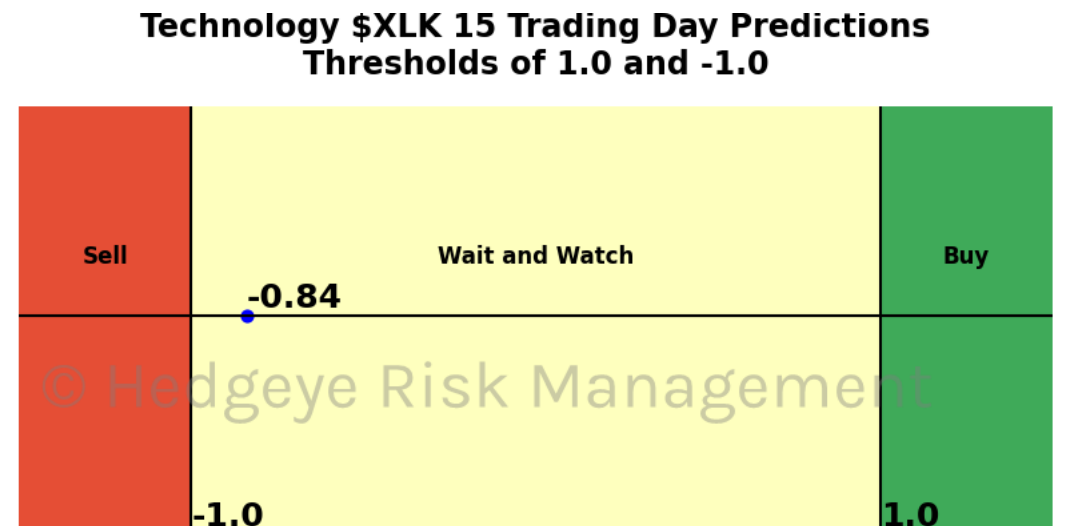 Technology $XLK 15 Trading Day Predictions
Thresholds of 1.0 and -1.0
Sell Wait and Watch Buy
-0.84
© Hedgeye Risk Management
-1.0 1.0